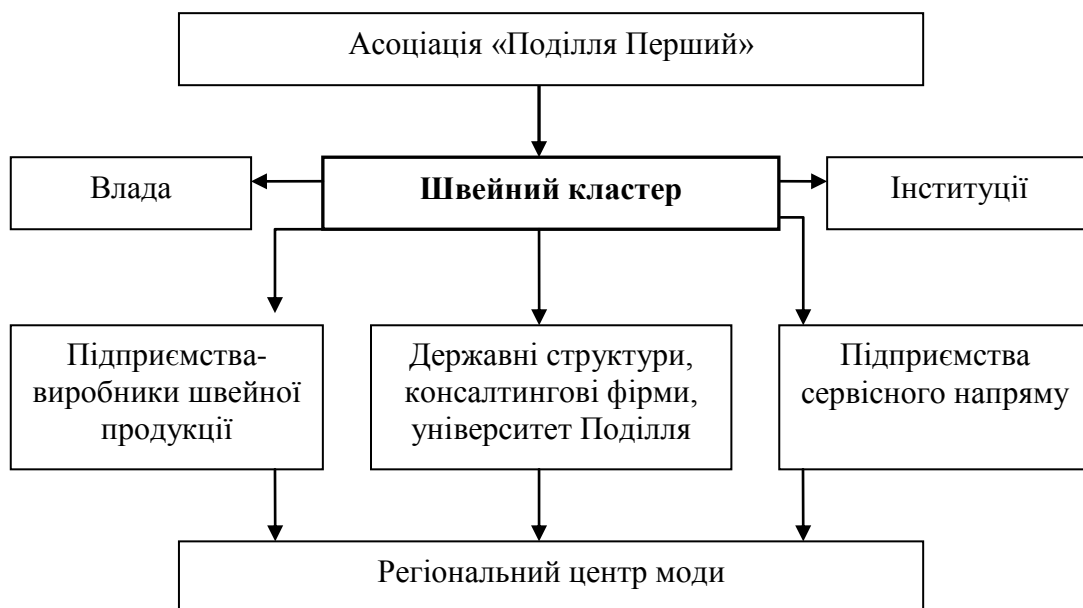 Асоціація «Поділля Перший»
Влада
Швейний кластер
Інституції
Підприємства-
виробники швейної
продукції
Державні структури,
консалтингові фірми,
університет Поділля
Підприємства
сервісного напряму
Регіональний центр моди